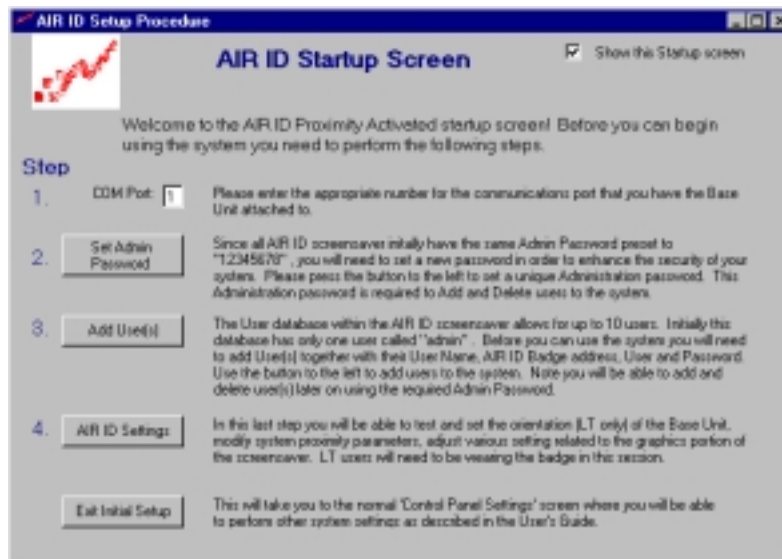 AIR ID Setup Procedure
AIR ID Startup Screen
Show this Startup screen
Welcome to the AIR ID Proximity Activated startup screen! Before you can begin
using the system you need to perform the following steps.
Step
1.
COM Port: 1
Please enter the appropriate number for the communications port that you have the Base
Unit attached to.
2.
Set Admin
Password
Since all AIR ID screensaver initally have the same Admin Password preset to
"12345678" , you will need to set a new password in order to enhance the security of your
system. Please press the button to the left to set a unique Administration password. This
Administration password is required to Add and Delete users to the system.
3.
Add User(s)
The User database within the AIR ID screensaver allows for up to 10 users. Initially this
database has only one user called "admin" . Before you can use the system you will need
to add User(s) together with their User Name, AIR ID Badge address, User and Password.
Use the button to the left to add users to the system. Note you will be able to add and
delete user(s) later on using the required Admin Password.
4.
AIR ID Settings
In this last step you will be able to test and set the orientation (LT only) of the Base Unit,
modify system proximity parameters, adjust various setting related to the graphics portion of
the screensaver. LT users will need to be wearing the badge in this session.
Exit Initial Setup
This will take you to the normal 'Control Panel Settings' screen where you will be able
to perform other system settings as described in the User's Guide.